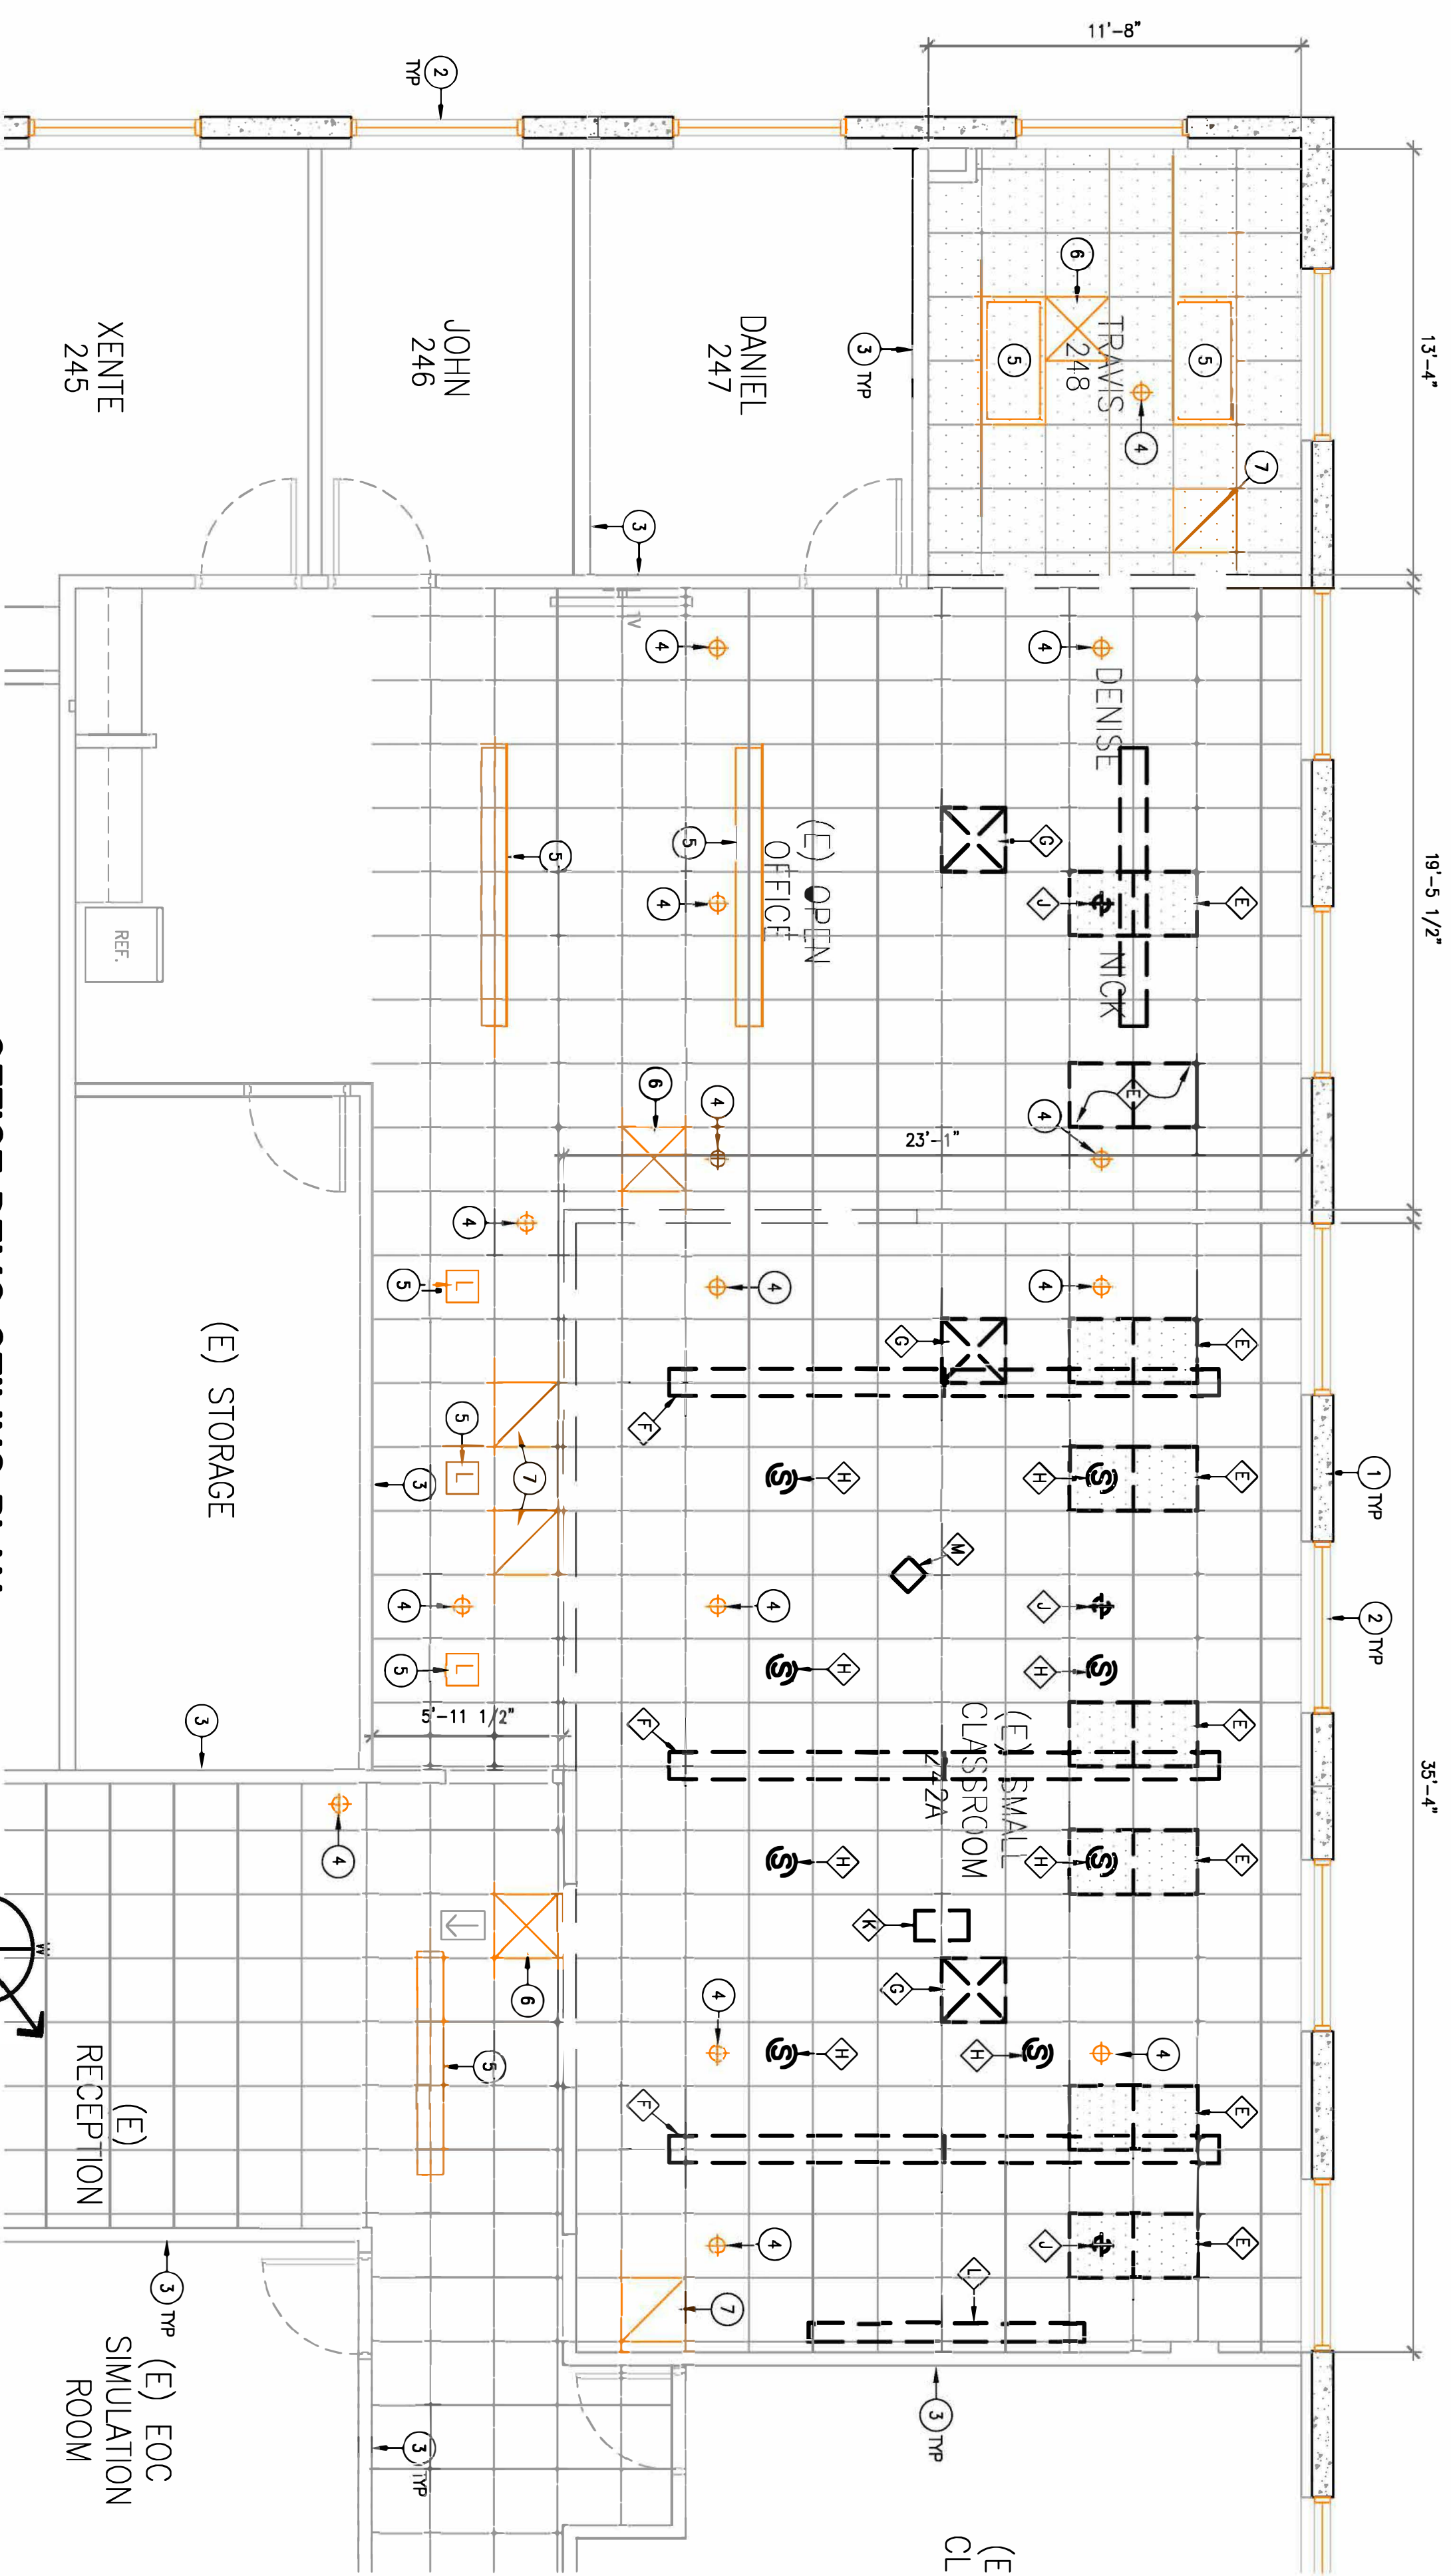 13'-4"
19'-5 1/2"
35'-4"
11'-8"
1 TYP
2 TYP
7
E
E
E
E
E
E
E
5
4
4
E
TRAVIS
248
DENISE
NICK
6
5
4
G
J
4
4
H
J
H
H
J
(E) SMALL
CLASSROOM
242A
H
L
M
(E
CL
23'-1"
3 TYP
G
G
K
3 TYP
H
H
H
H
(E) OPEN
OFFICE
4
4
4
DANIEL
247
7
4
4
5
4
4
6
F
F
F
TV
3
5
7
6
5
4
L
L
L
JOHN
246
2
TYP
5
5'-11 1/2"
3
3 TYP
5
4
5
4
(E) STORAGE
3
3 TYP
(E) EOC
SIMULATION
ROOM
(E)
RECEPTION
REF.
XENTE
245
W